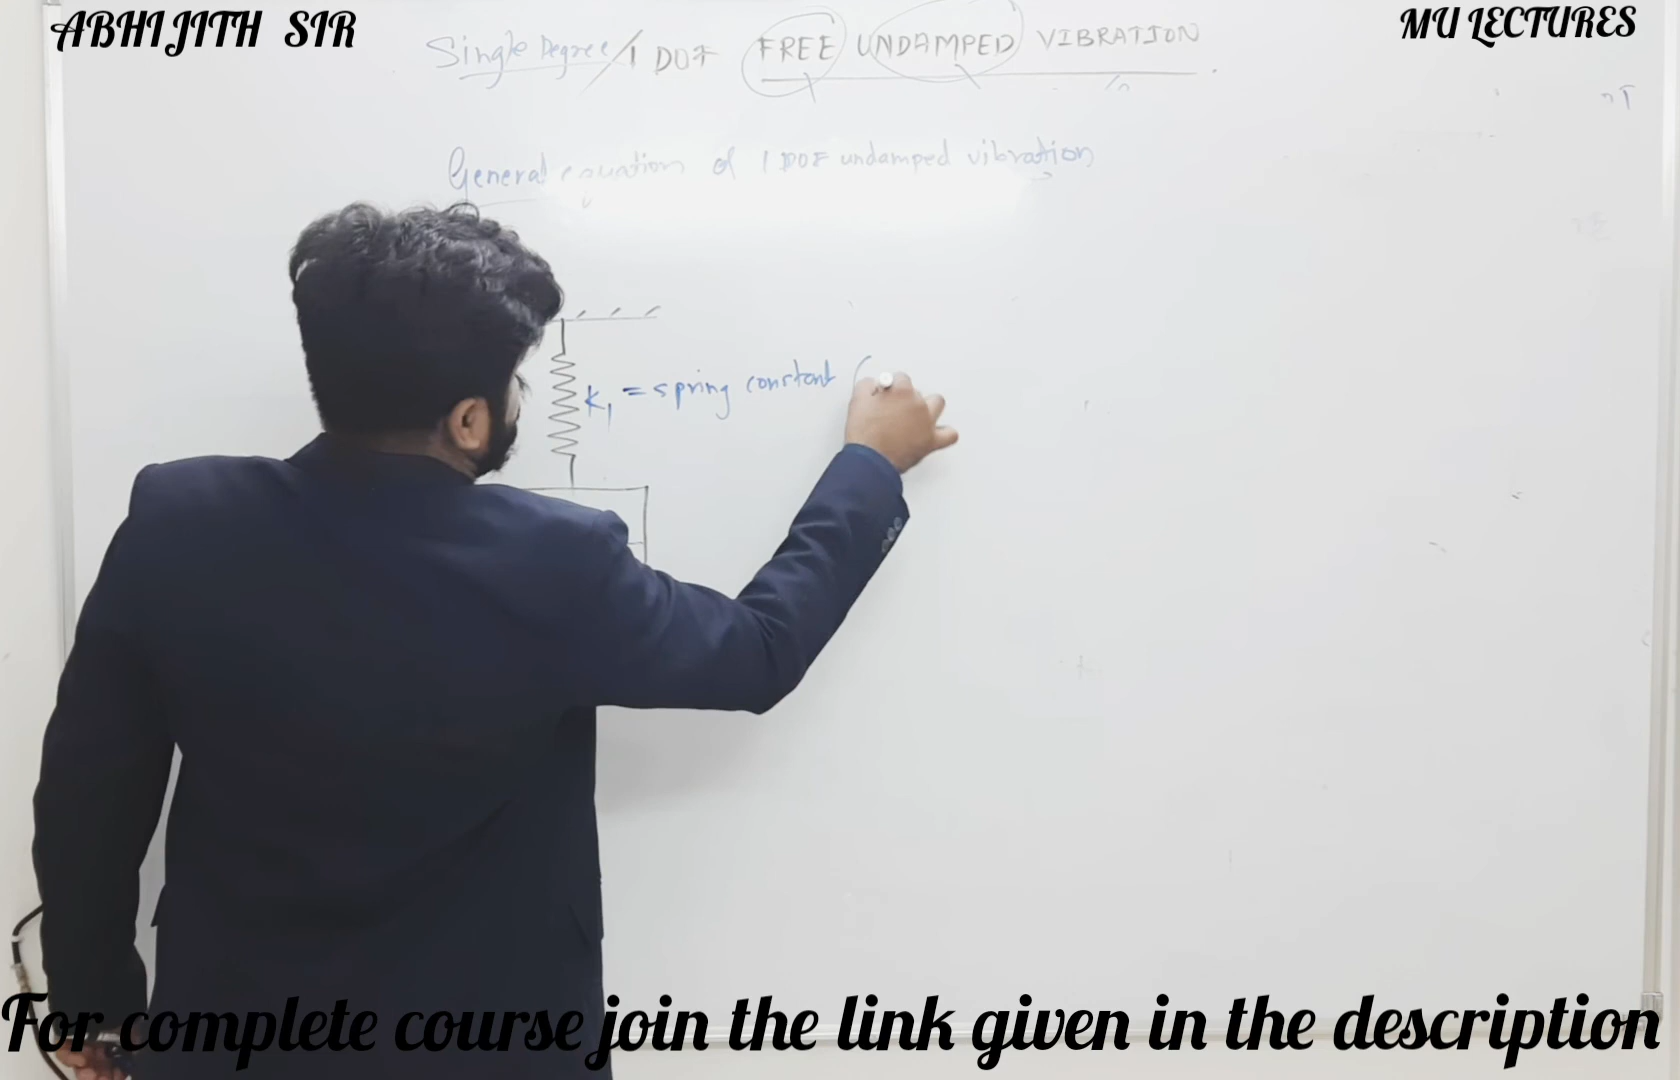 ABHIJITH SIR
MU LECTURES
Single Degree/1 DOF FREE UNDAMPED VIBRATION
General equation of 1 DOF undamped vibration
K1 = spring constant (
For complete course join the link given in the description